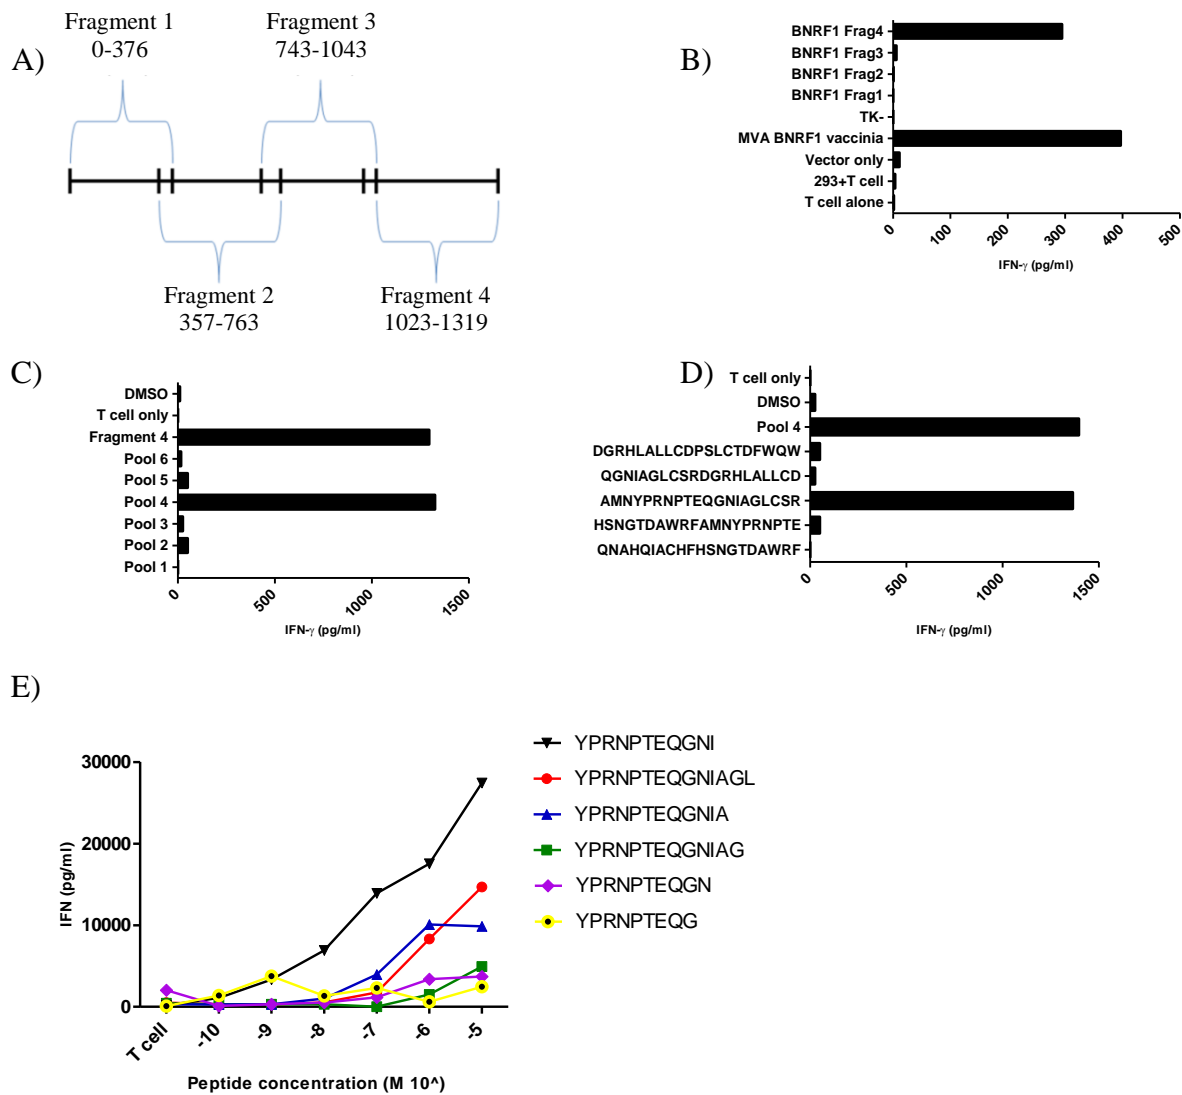 A)
Fragment 1
0-376
Fragment 3
743-1043
Fragment 2
357-763
Fragment 4
1023-1319
B)
BNRF1 Frag4
BNRF1 Frag3
BNRF1 Frag2
BNRF1 Frag1
TK-
MVA BNRF1 vaccinia
Vector only
293+T cell
T cell alone
0 100 200 300 400 500
IFN-γ (pg/ml)
C)
DMSO
T cell only
Fragment 4
Pool 6
Pool 5
Pool 4
Pool 3
Pool 2
Pool 1
0 500 1000 1500
IFN-γ (pg/ml)
D)
T cell only
DMSO
Pool 4
DGRHLALLCDPSLCTDFWQW
QGNIAGLCSRDGRHLALLCD
AMNYPRNPTEQGNIAGLCSR
HSNGTDAWRFAMNYPRNPTE
QNAHQIACHFHSNGTDAWRF
0 500 1000 1500
IFN-γ (pg/ml)
E)
30000
20000
10000
0
IFN (pg/ml)
T cell -10 -9 -8 -7 -6 -5
Peptide concentration (M 10^)
YPRNPTEQGNI
YPRNPTEQGNIAGL
YPRNPTEQGNIA
YPRNPTEQGNIAG
YPRNPTEQGN
YPRNPTEQG